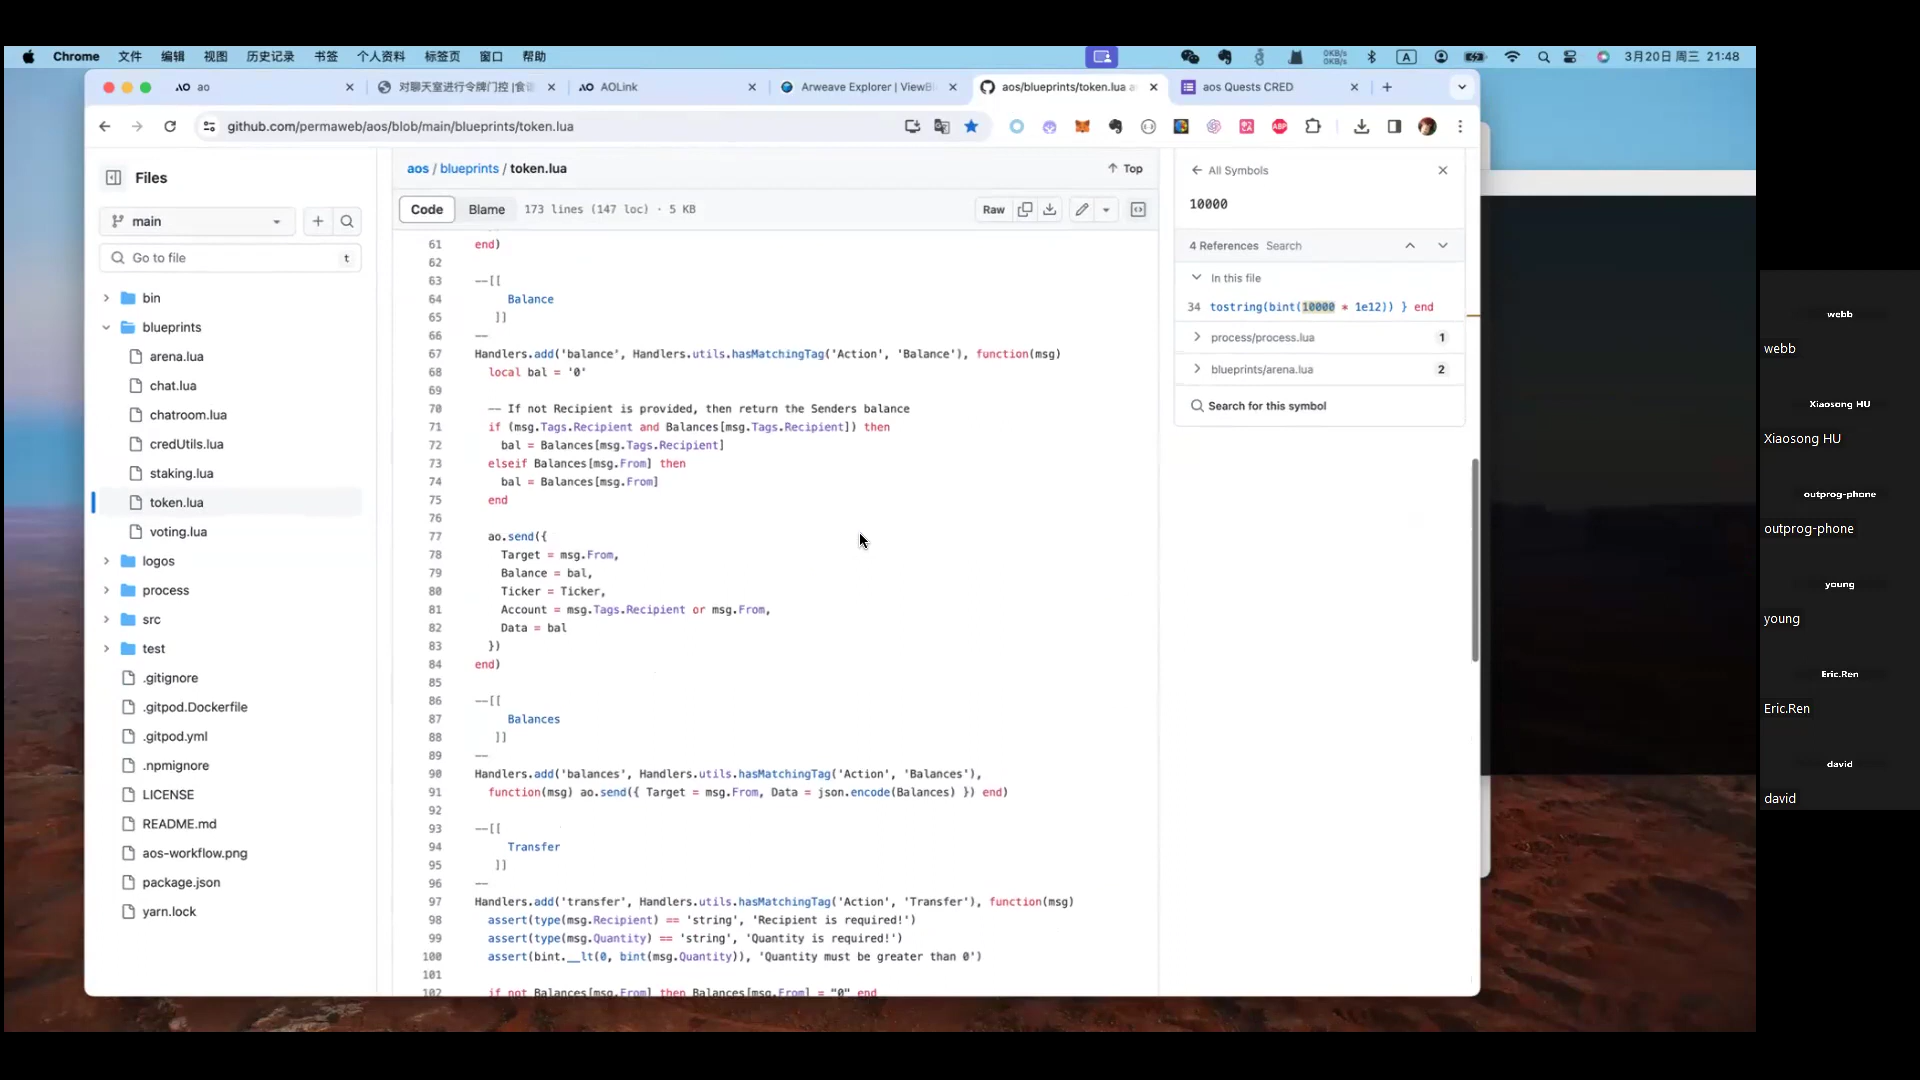 Chrome 文件 编辑 视图 历史记录 书签 个人资料 标签页 窗口 帮助
0KB/s
0KB/s
A
3月20日 周三 21:48
ao
AOLink
Arweave Explorer | ViewBl
aos/blueprints/token.lua a
aos Quests CRED
github.com/permaweb/aos/blob/main/blueprints/token.lua
ABP
Files
main
Go to file
t
bin
blueprints
arena.lua
chat.lua
chatroom.lua
credUtils.lua
staking.lua
token.lua
voting.lua
logos
process
src
test
.gitignore
.gitpod.Dockerfile
.gitpod.yml
.npmignore
LICENSE
README.md
aos-workflow.png
package.json
yarn.lock
aos / blueprints / token.lua
Top
Code Blame 173 lines (147 loc) · 5 KB
Raw
61 end)
62
63 --[[
64 Balance
65 ]]
66 --
67 Handlers.add('balance', Handlers.utils.hasMatchingTag('Action', 'Balance'), function(msg)
68 local bal = '0'
69
70 -- If not Recipient is provided, then return the Senders balance
71 if (msg.Tags.Recipient and Balances[msg.Tags.Recipient]) then
72 bal = Balances[msg.Tags.Recipient]
73 elseif Balances[msg.From] then
74 bal = Balances[msg.From]
75 end
76
77 ao.send({
78 Target = msg.From,
79 Balance = bal,
80 Ticker = Ticker,
81 Account = msg.Tags.Recipient or msg.From,
82 Data = bal
83 })
84 end)
85
86 --[[
87 Balances
88 ]]
89 --
90 Handlers.add('balances', Handlers.utils.hasMatchingTag('Action', 'Balances'),
91 function(msg) ao.send({ Target = msg.From, Data = json.encode(Balances) }) end)
92
93 --[[
94 Transfer
95 ]]
96 --
97 Handlers.add('transfer', Handlers.utils.hasMatchingTag('Action', 'Transfer'), function(msg)
98 assert(type(msg.Recipient) == 'string', 'Recipient is required!')
99 assert(type(msg.Quantity) == 'string', 'Quantity is required!')
100 assert(bint.__lt(0, bint(msg.Quantity)), 'Quantity must be greater than 0')
101
102 if not Balances[msg.From] then Balances[msg.From] = "0" end
All Symbols
10000
4 References Search
In this file
34 tostring(bint(10000 * 1e12)) } end
process/process.lua 1
blueprints/arena.lua 2
Search for this symbol
webb
webb
Xiaosong HU
Xiaosong HU
outprog-phone
outprog-phone
young
young
Eric.Ren
Eric.Ren
david
david